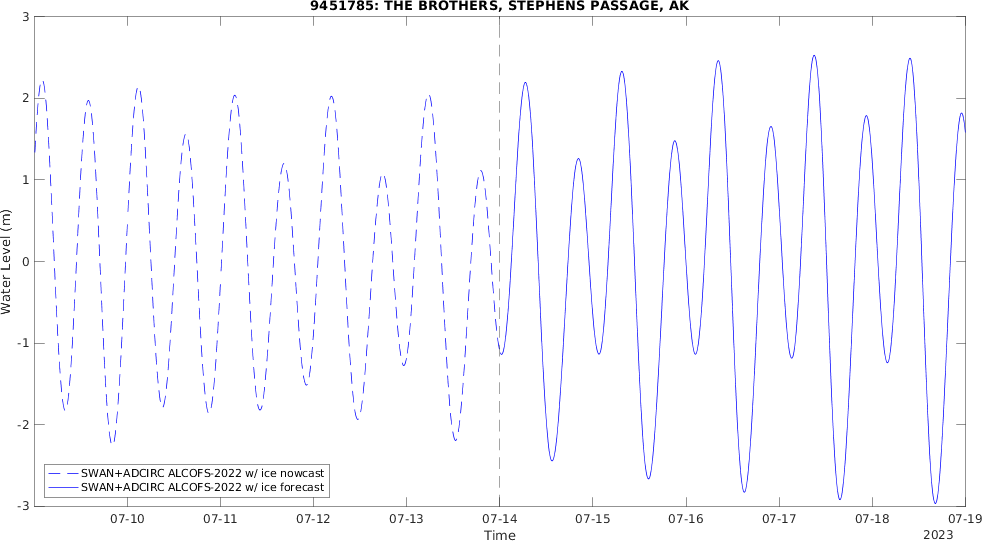 9451785: THE BROTHERS, STEPHENS PASSAGE, AK
3
2
1
0
-1
-2
-3
Water Level (m)
SWAN+ADCIRC ALCOFS-2022 w/ ice nowcast
SWAN+ADCIRC ALCOFS-2022 w/ ice forecast
07-10 07-11 07-12 07-13 07-14 07-15 07-16 07-17 07-18 07-19
Time
2023